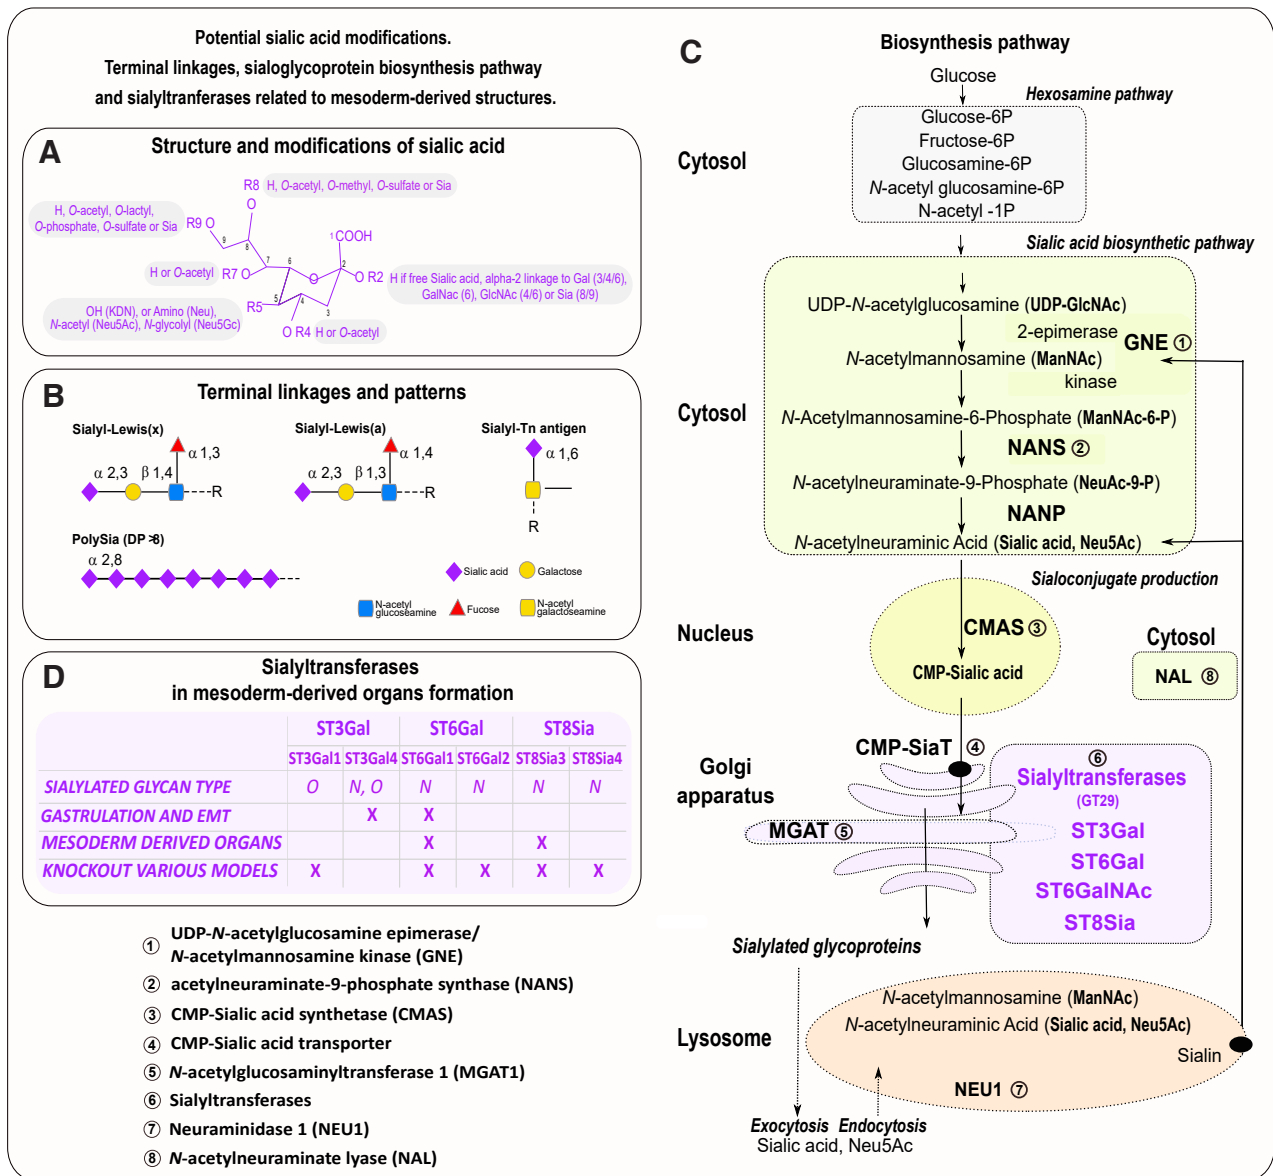 Potential sialic acid modifications.
Terminal linkages, sialoglycoprotein biosynthesis pathway
and sialyltranferases related to mesoderm-derived structures.
A
Structure and modifications of sialic acid
R8
H, O-acetyl, O-methyl, O-sulfate or Sia
O
H, O-acetyl, O-lactyl,
O-phosphate, O-sulfate or Sia
R9 O
9
8
1 COOH
H or O-acetyl
R7 O
7
6
O
2
O R2
H if free Sialic acid, alpha-2 linkage to Gal (3/4/6),
GalNac (6), GlcNAc (4/6) or Sia (8/9)
OH (KDN), or Amino (Neu),
N-acetyl (Neu5Ac), N-glycolyl (Neu5Gc)
R5
5
4
3
O R4
H or O-acetyl
B
Terminal linkages and patterns
Sialyl-Lewis(x)
α 1,3
α 2,3
β 1,4
R
Sialyl-Lewis(a)
α 1,4
α 2,3
β 1,3
R
Sialyl-Tn antigen
α 1,6
R
PolySia (DP >8)
α 2,8
Sialic acid
Galactose
N-acetyl
glucoseamine
Fucose
N-acetyl
galactoseamine
D
Sialyltransferases
in mesoderm-derived organs formation
ST3Gal ST6Gal ST8Sia
ST3Gal1 ST3Gal4 ST6Gal1 ST6Gal2 ST8Sia3 ST8Sia4
SIALYLATED GLYCAN TYPE O N, O N N N N
GASTRULATION AND EMT X X
MESODERM DERIVED ORGANS X X
KNOCKOUT VARIOUS MODELS X X X X X
① UDP-N-acetylglucosamine epimerase/
N-acetylmannosamine kinase (GNE)
② acetylneuraminate-9-phosphate synthase (NANS)
③ CMP-Sialic acid synthetase (CMAS)
④ CMP-Sialic acid transporter
⑤ N-acetylglucosaminyltransferase 1 (MGAT1)
⑥ Sialyltransferases
⑦ Neuraminidase 1 (NEU1)
⑧ N-acetylneuraminate lyase (NAL)
C
Biosynthesis pathway
Glucose
Hexosamine pathway
Cytosol
Glucose-6P
Fructose-6P
Glucosamine-6P
N-acetyl glucosamine-6P
N-acetyl -1P
Sialic acid biosynthetic pathway
UDP-N-acetylglucosamine (UDP-GlcNAc)
2-epimerase
GNE ①
N-acetylmannosamine (ManNAc)
kinase
Cytosol
N-Acetylmannosamine-6-Phosphate (ManNAc-6-P)
NANS ②
N-acetylneuraminate-9-Phosphate (NeuAc-9-P)
NANP
N-acetylneuraminic Acid (Sialic acid, Neu5Ac)
Sialoconjugate production
Nucleus
CMAS ③
CMP-Sialic acid
Cytosol
NAL ⑧
CMP-SiaT ④
Golgi
apparatus
MGAT ⑤
⑥
Sialyltransferases
(GT29)
ST3Gal
ST6Gal
ST6GalNAc
ST8Sia
Sialylated glycoproteins
Lysosome
N-acetylmannosamine (ManNAc)
N-acetylneuraminic Acid (Sialic acid, Neu5Ac)
Sialin
NEU1 ⑦
Exocytosis Endocytosis
Sialic acid, Neu5Ac